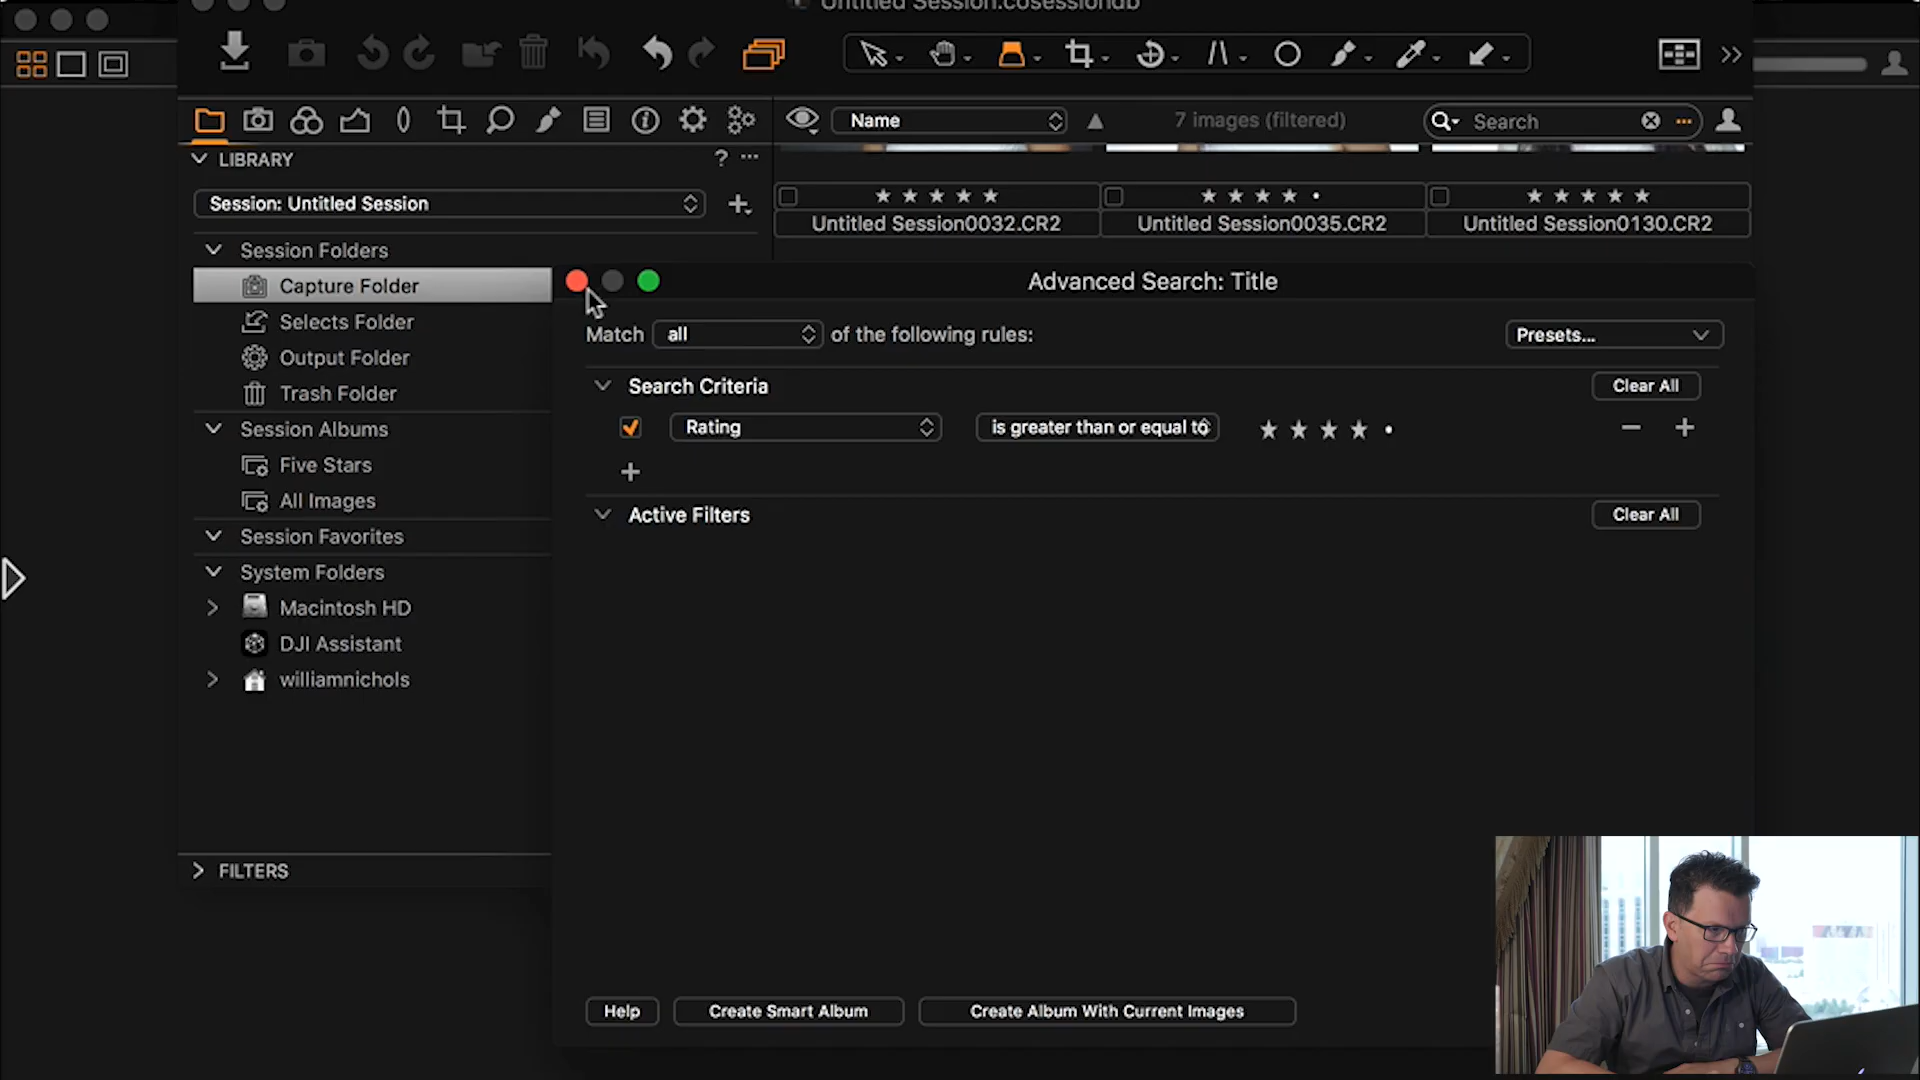 Untitled Session.cosessiondb
Name
7 images (filtered)
Search
LIBRARY
?
Session: Untitled Session
Session Folders
Capture Folder
Selects Folder
Output Folder
Trash Folder
Session Albums
Five Stars
All Images
Session Favorites
System Folders
Macintosh HD
DJI Assistant
williamnichols
FILTERS
Untitled Session0032.CR2
Untitled Session0035.CR2
Untitled Session0130.CR2
Advanced Search: Title
Match all of the following rules:
Presets...
Search Criteria
Clear All
Rating
is greater than or equal to
Active Filters
Clear All
Help
Create Smart Album
Create Album With Current Images